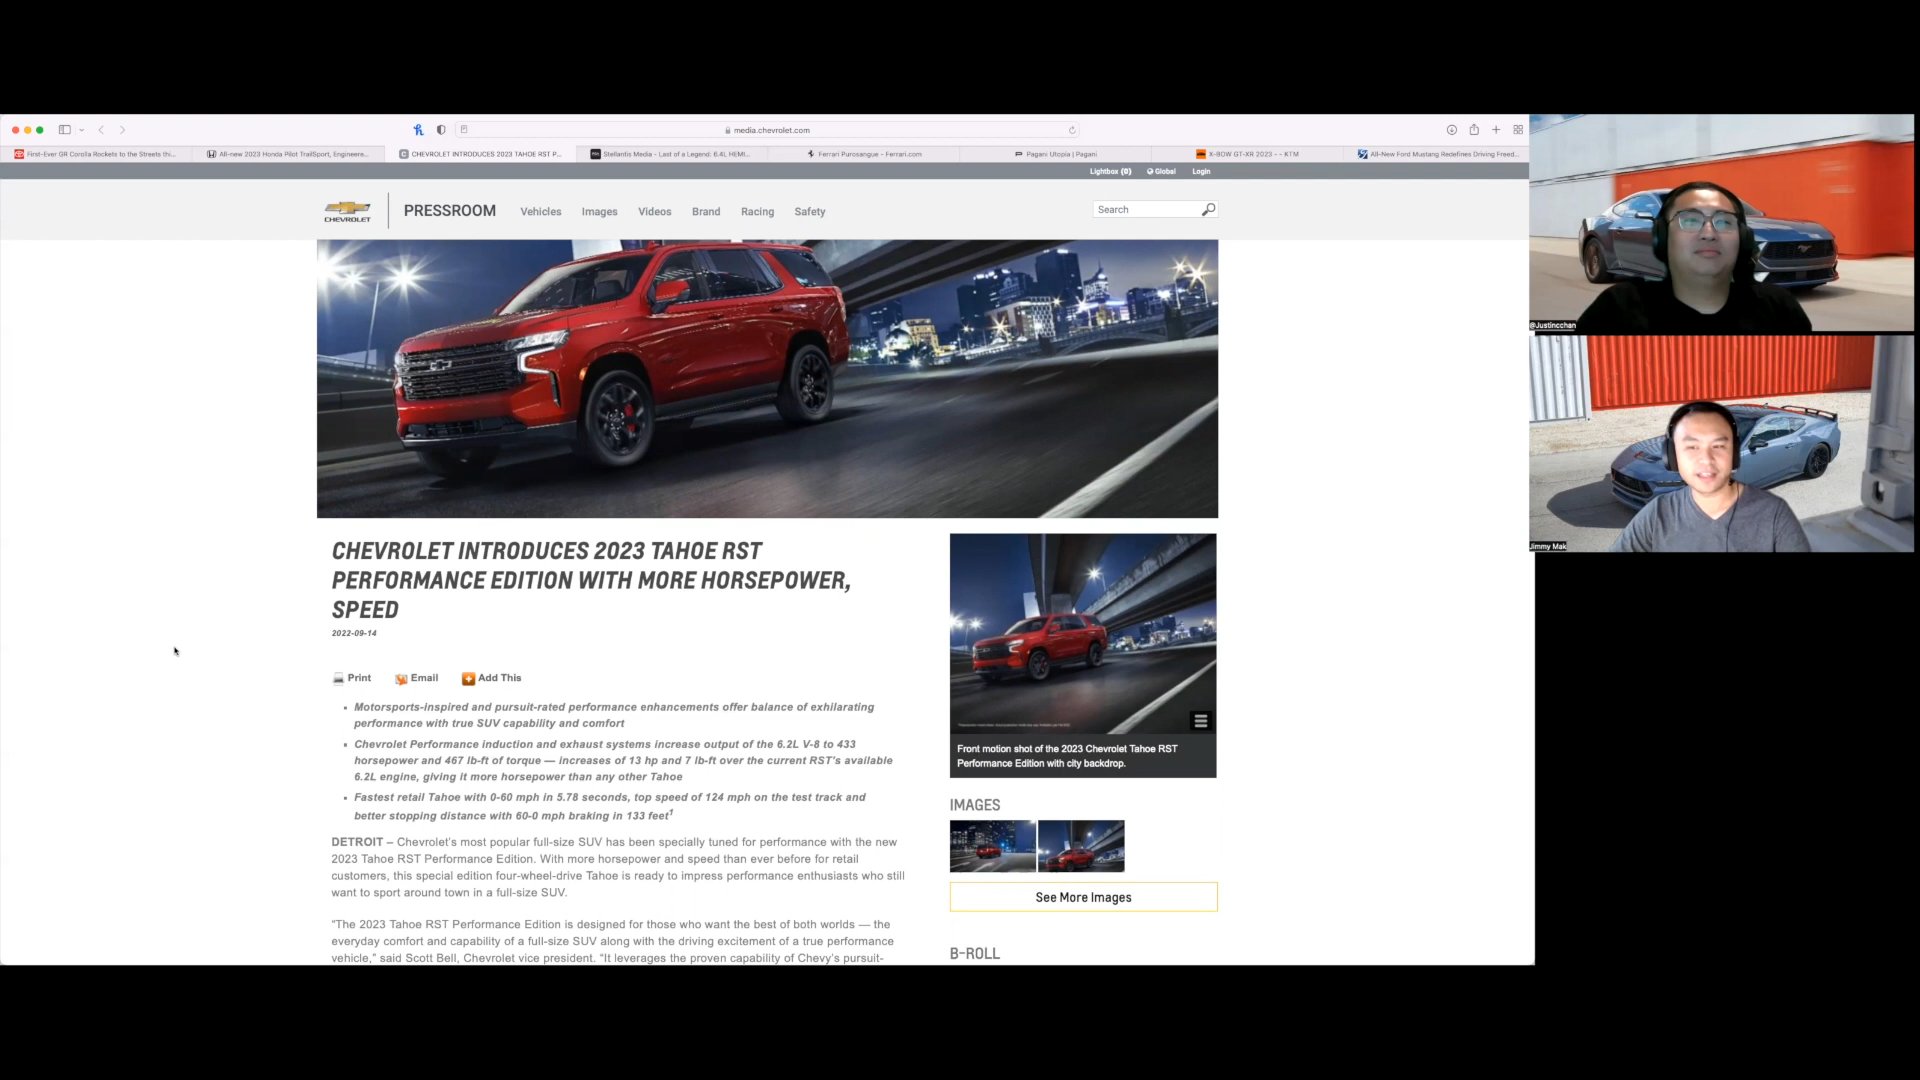 media.chevrolet.com
First-Ever GR Corolla Rockets to the Streets thi...
All-new 2023 Honda Pilot TrailSport, Engineere...
CHEVROLET INTRODUCES 2023 TAHOE RST P...
Stellantis Media - Last of a Legend: 6.4L HEMI...
Ferrari Purosangue - Ferrari.com
Pagani Utopia | Pagani
X-BOW GT-XR 2023 - - KTM
All-New Ford Mustang Redefines Driving Freed...
Lightbox (0) Global Login
CHEVROLET
PRESSROOM Vehicles Images Videos Brand Racing Safety
Search
@Justincchan
Jimmy Mak
CHEVROLET INTRODUCES 2023 TAHOE RST
PERFORMANCE EDITION WITH MORE HORSEPOWER,
SPEED
2022-09-14
Print Email Add This
• Motorsports-inspired and pursuit-rated performance enhancements offer balance of exhilarating
performance with true SUV capability and comfort
• Chevrolet Performance induction and exhaust systems increase output of the 6.2L V-8 to 433
horsepower and 467 lb-ft of torque — increases of 13 hp and 7 lb-ft over the current RST's available
6.2L engine, giving it more horsepower than any other Tahoe
• Fastest retail Tahoe with 0-60 mph in 5.78 seconds, top speed of 124 mph on the test track and
better stopping distance with 60-0 mph braking in 133 feet1
DETROIT – Chevrolet's most popular full-size SUV has been specially tuned for performance with the new
2023 Tahoe RST Performance Edition. With more horsepower and speed than ever before for retail
customers, this special edition four-wheel-drive Tahoe is ready to impress performance enthusiasts who still
want to sport around town in a full-size SUV.
"The 2023 Tahoe RST Performance Edition is designed for those who want the best of both worlds — the
everyday comfort and capability of a full-size SUV along with the driving excitement of a true performance
vehicle," said Scott Bell, Chevrolet vice president. "It leverages the proven capability of Chevy's pursuit-
Front motion shot of the 2023 Chevrolet Tahoe RST
Performance Edition with city backdrop.
IMAGES
See More Images
B-ROLL